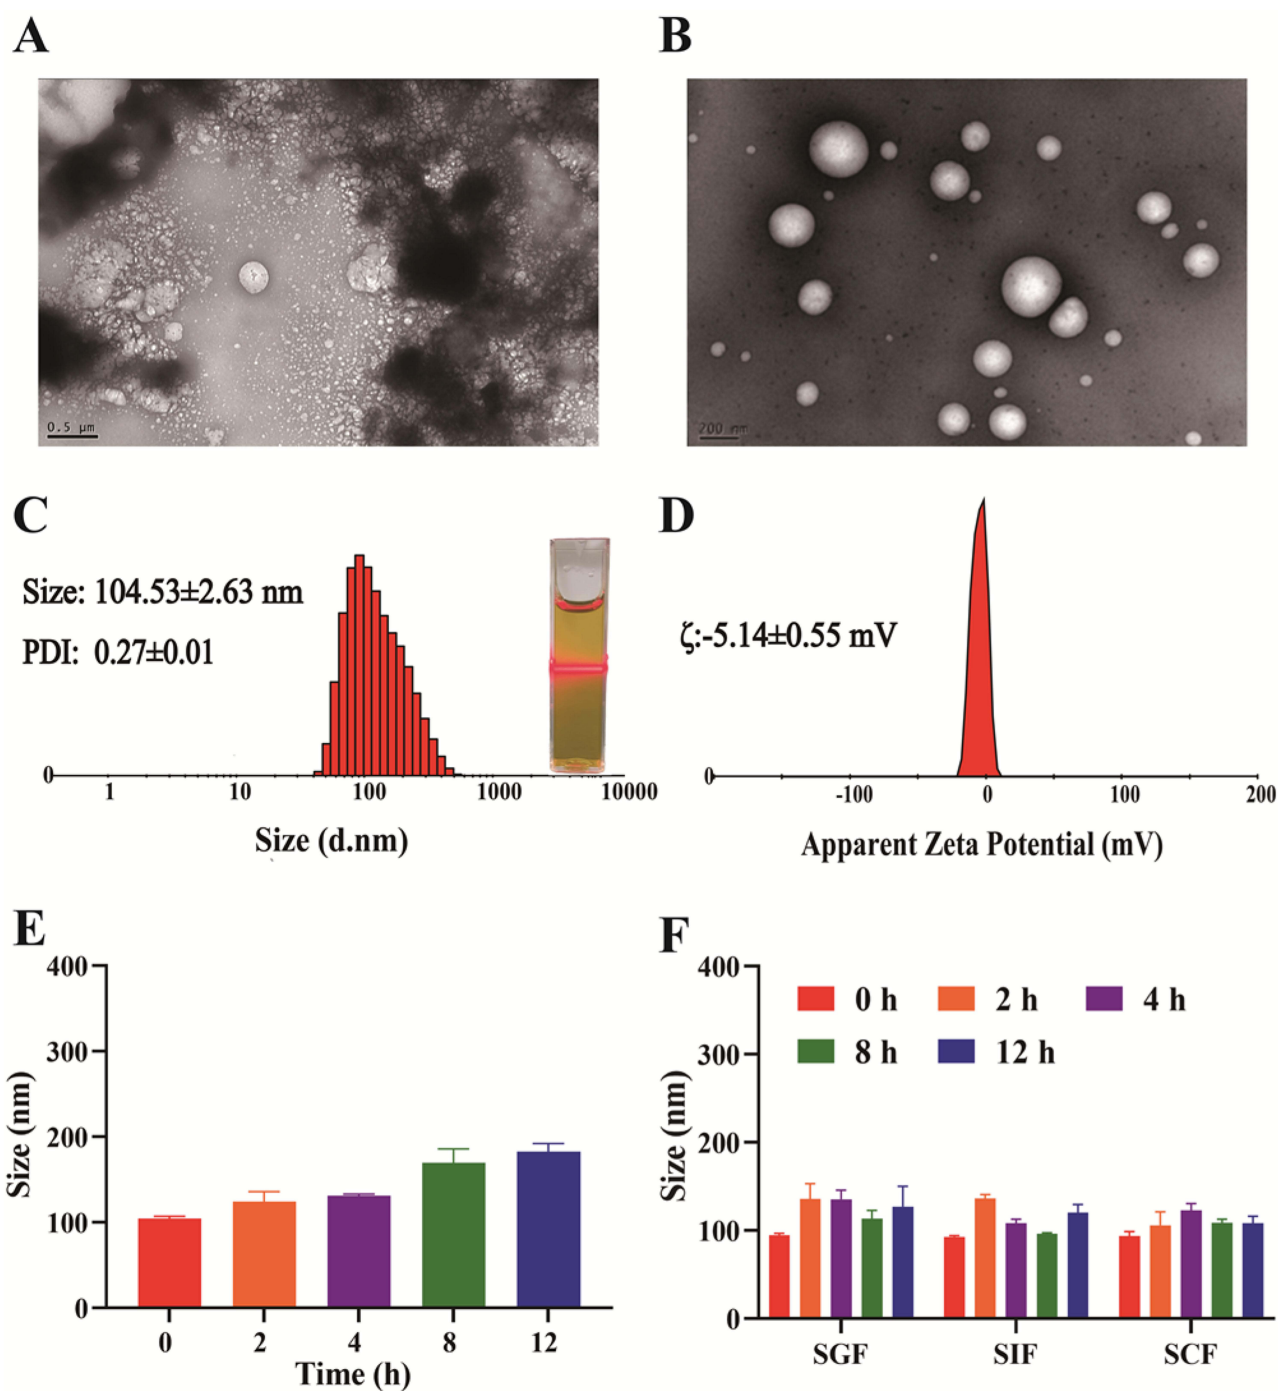 A
B
0.5 µm
200 nm
C
D
Size: 104.53±2.63 nm
PDI: 0.27±0.01
ζ:-5.14±0.55 mV
0
1 10 100 1000 10000
Size (d.nm)
0
-100 0 100 200
Apparent Zeta Potential (mV)
E
F
400
300
200
100
0
Size (nm)
0 2 4 8 12
Time (h)
400
300
200
100
0
Size (nm)
0 h 2 h 4 h
8 h 12 h
SGF SIF SCF